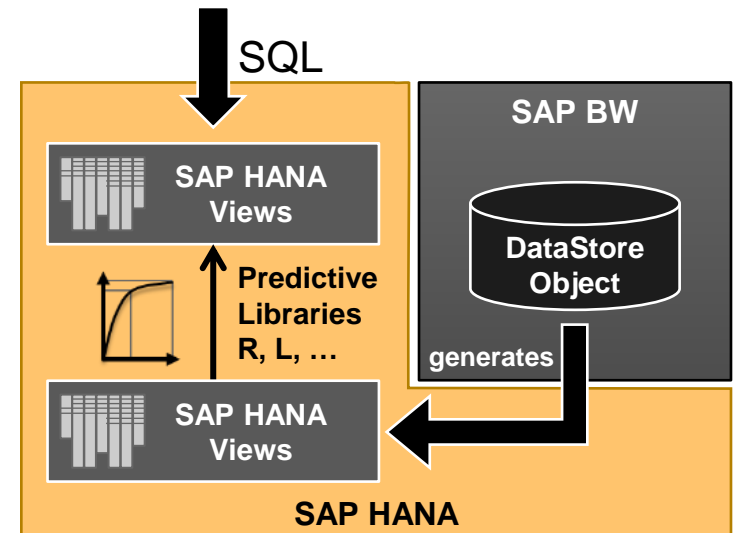 SQL
SAP BW
SAP HANA
Views
DataStore
Object
Predictive
Libraries
R, L, …
generates
SAP HANA
Views
SAP HANA